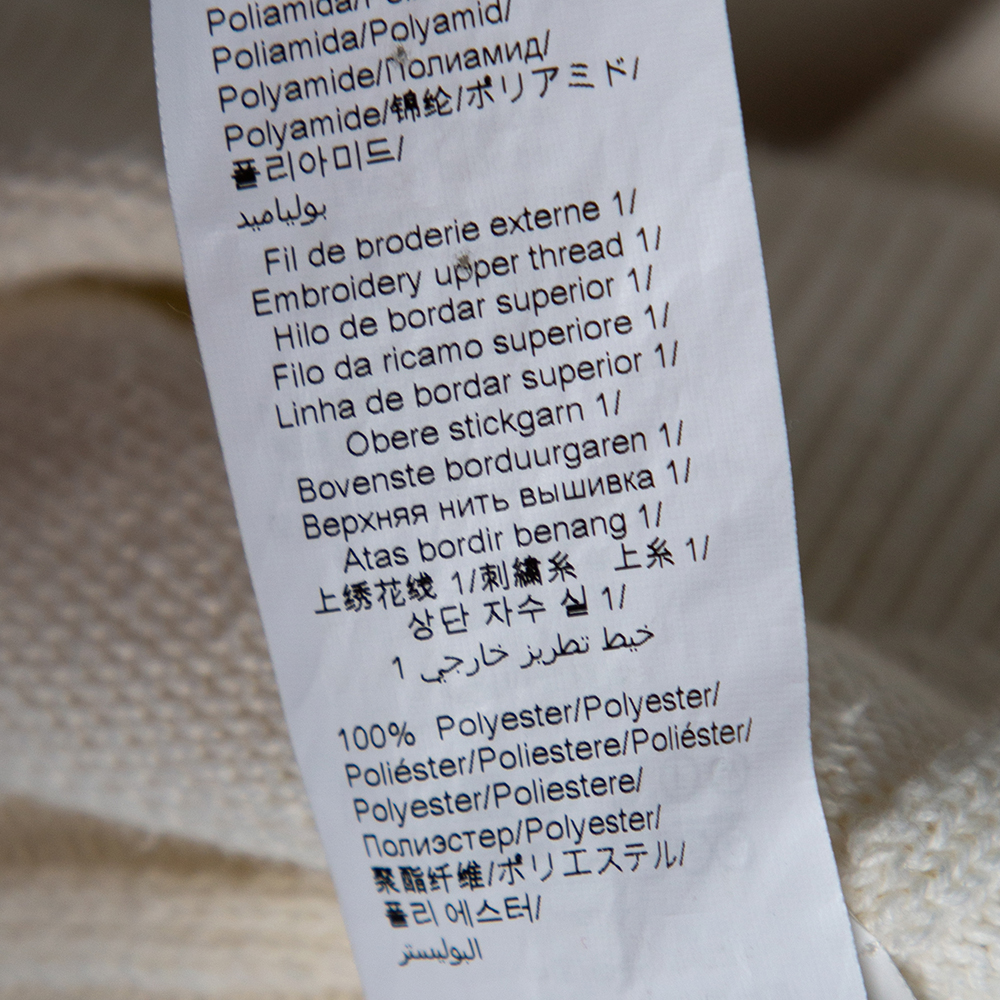 Poliamida/
Poliamida/Polyamid/
Polyamide/Полиамид/
Polyamide/锦纶/ポリアミド/
폴리아미드/
بولياميد
Fil de broderie externe 1/
Embroidery upper thread 1/
Hilo de bordar superior 1/
Filo da ricamo superiore 1/
Linha de bordar superior 1/
Obere stickgarn 1/
Bovenste borduurgaren 1/
Верхняя нить вышивка 1/
Atas bordir benang 1/
上绣花线 1/刺繍糸 上糸 1/
상단 자수 실 1/
خيط تطريز خارجي 1
100% Polyester/Polyester/
Poliéster/Poliestere/Poliéster/
Polyester/Poliestere/
Полиэстер/Polyester/
聚酯纤维/ポリエステル/
폴리에스터/
البوليستر